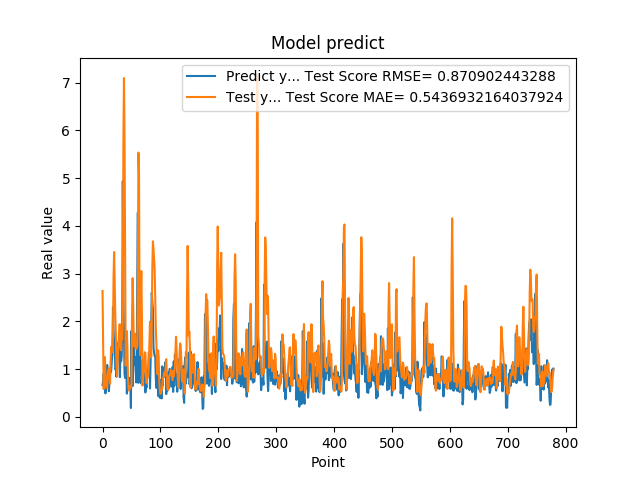 Model predict
Predict y... Test Score RMSE= 0.870902443288
Test y... Test Score MAE= 0.5436932164037924
Real value
7
6
5
4
3
2
1
0
0 100 200 300 400 500 600 700 800
Point